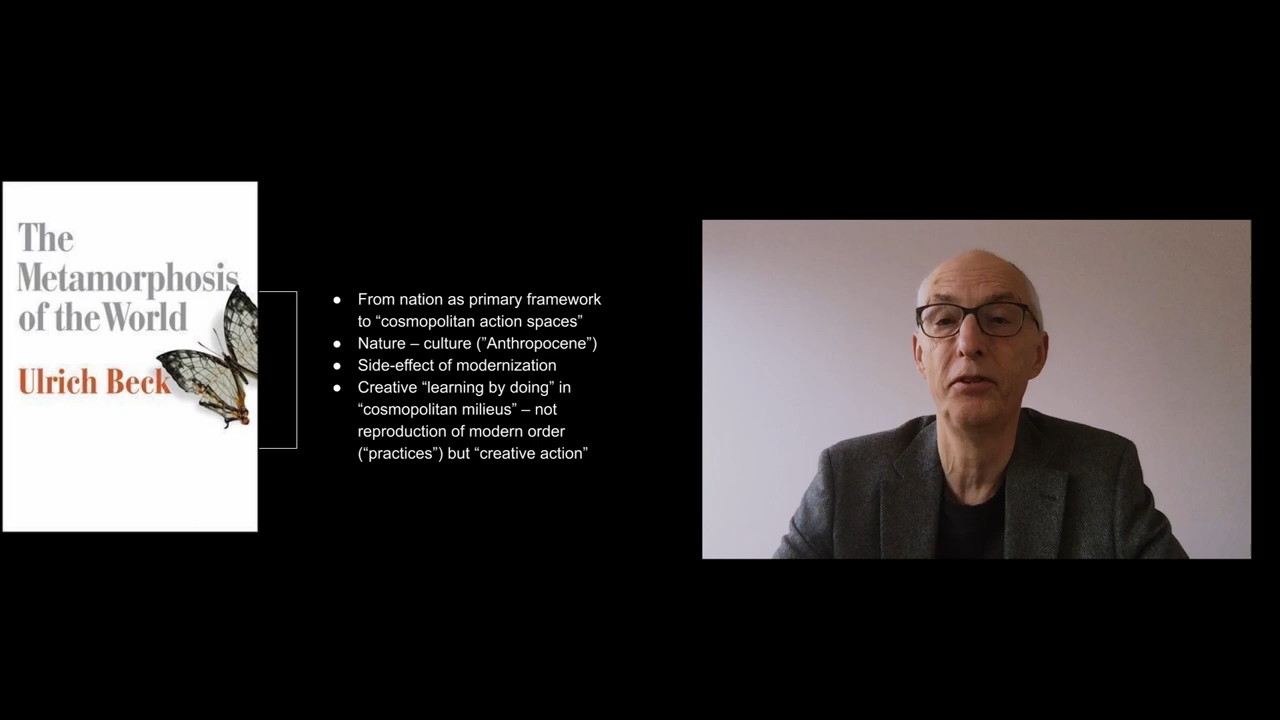 The
Metamorphosis
of the World
Ulrich Beck
● From nation as primary framework
to “cosmopolitan action spaces”
● Nature – culture (”Anthropocene”)
● Side-effect of modernization
● Creative “learning by doing” in
“cosmopolitan milieus” – not
reproduction of modern order
(“practices”) but “creative action”